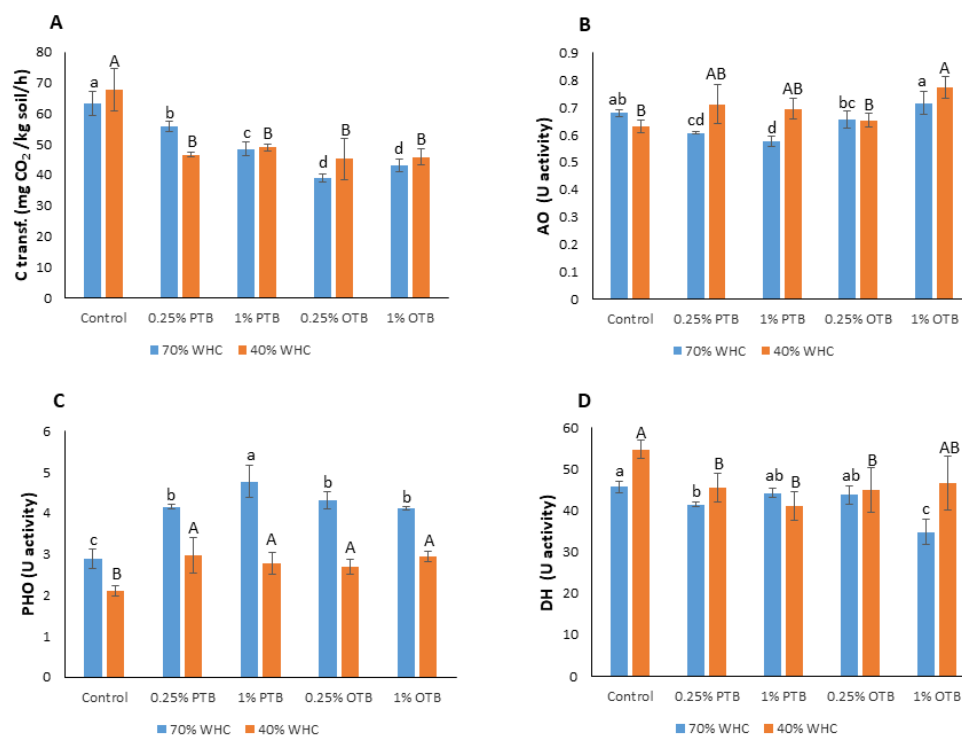 A
C transf. (mg CO₂ /kg soil/h)
80
70
60
50
40
30
20
10
0
a
A
b
B
c
B
d
B
d
B
Control
0.25% PTB
1% PTB
0.25% OTB
1% OTB
70% WHC
40% WHC
B
AO (U activity)
0.9
0.8
0.7
0.6
0.5
0.4
0.3
0.2
0.1
0
ab
B
cd
AB
d
AB
bc
B
a
A
Control
0.25% PTB
1% PTB
0.25% OTB
1% OTB
70% WHC
40% WHC
C
PHO (U activity)
6
5
4
3
2
1
0
c
B
b
A
a
A
b
A
b
A
Control
0.25% PTB
1% PTB
0.25% OTB
1% OTB
70% WHC
40% WHC
D
DH (U activity)
60
50
40
30
20
10
0
a
A
b
B
ab
B
ab
B
c
AB
Control
0.25% PTB
1% PTB
0.25% OTB
1% OTB
70% WHC
40% WHC